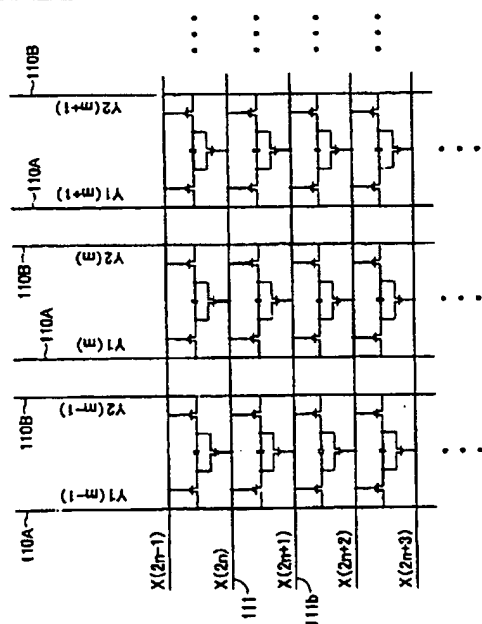 110A
Y1(m-1)
Y2(m-1)
110B
Y1(m)
110A
Y2(m)
110B
Y1(m+1)
110A
Y2(m+1)
110B
X(2n-1)
X(2n)
111
X(2n+1)
111b
X(2n+2)
X(2n+3)